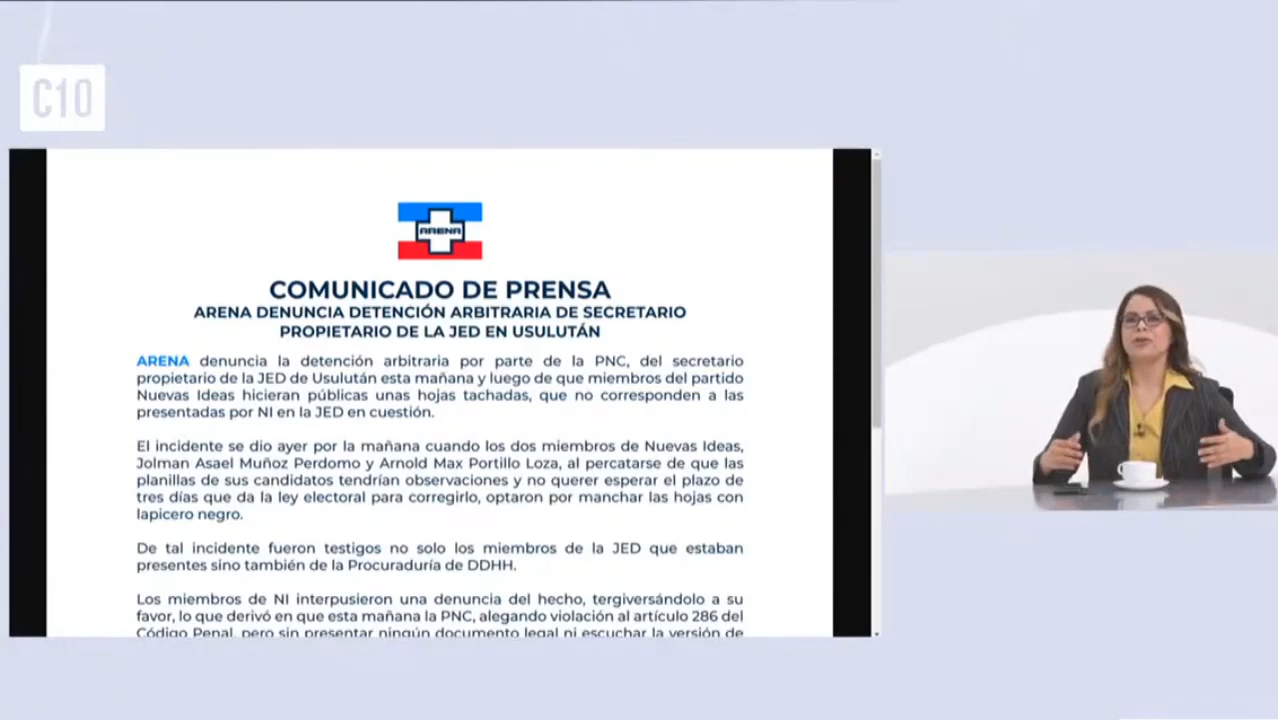 C10
ARENA
COMUNICADO DE PRENSA
ARENA DENUNCIA DETENCIÓN ARBITRARIA DE SECRETARIO
PROPIETARIO DE LA JED EN USULUTÁN
ARENA denuncia la detención arbitraria por parte de la PNC, del secretario
propietario de la JED de Usulután esta mañana y luego de que miembros del partido
Nuevas Ideas hicieran públicas unas hojas tachadas, que no corresponden a las
presentadas por NI en la JED en cuestión.
El incidente se dio ayer por la mañana cuando los dos miembros de Nuevas Ideas,
Jolman Asael Muñoz Perdomo y Arnold Max Portillo Loza, al percatarse de que las
planillas de sus candidatos tendrían observaciones y no querer esperar el plazo de
tres días que da la ley electoral para corregirlo, optaron por manchar las hojas con
lapicero negro.
De tal incidente fueron testigos no solo los miembros de la JED que estaban
presentes sino también de la Procuraduría de DDHH.
Los miembros de NI interpusieron una denuncia del hecho, tergiversándolo a su
favor, lo que derivó en que esta mañana la PNC, alegando violación al artículo 286 del
Código Penal, pero sin presentar ningún documento legal ni escuchar la versión de